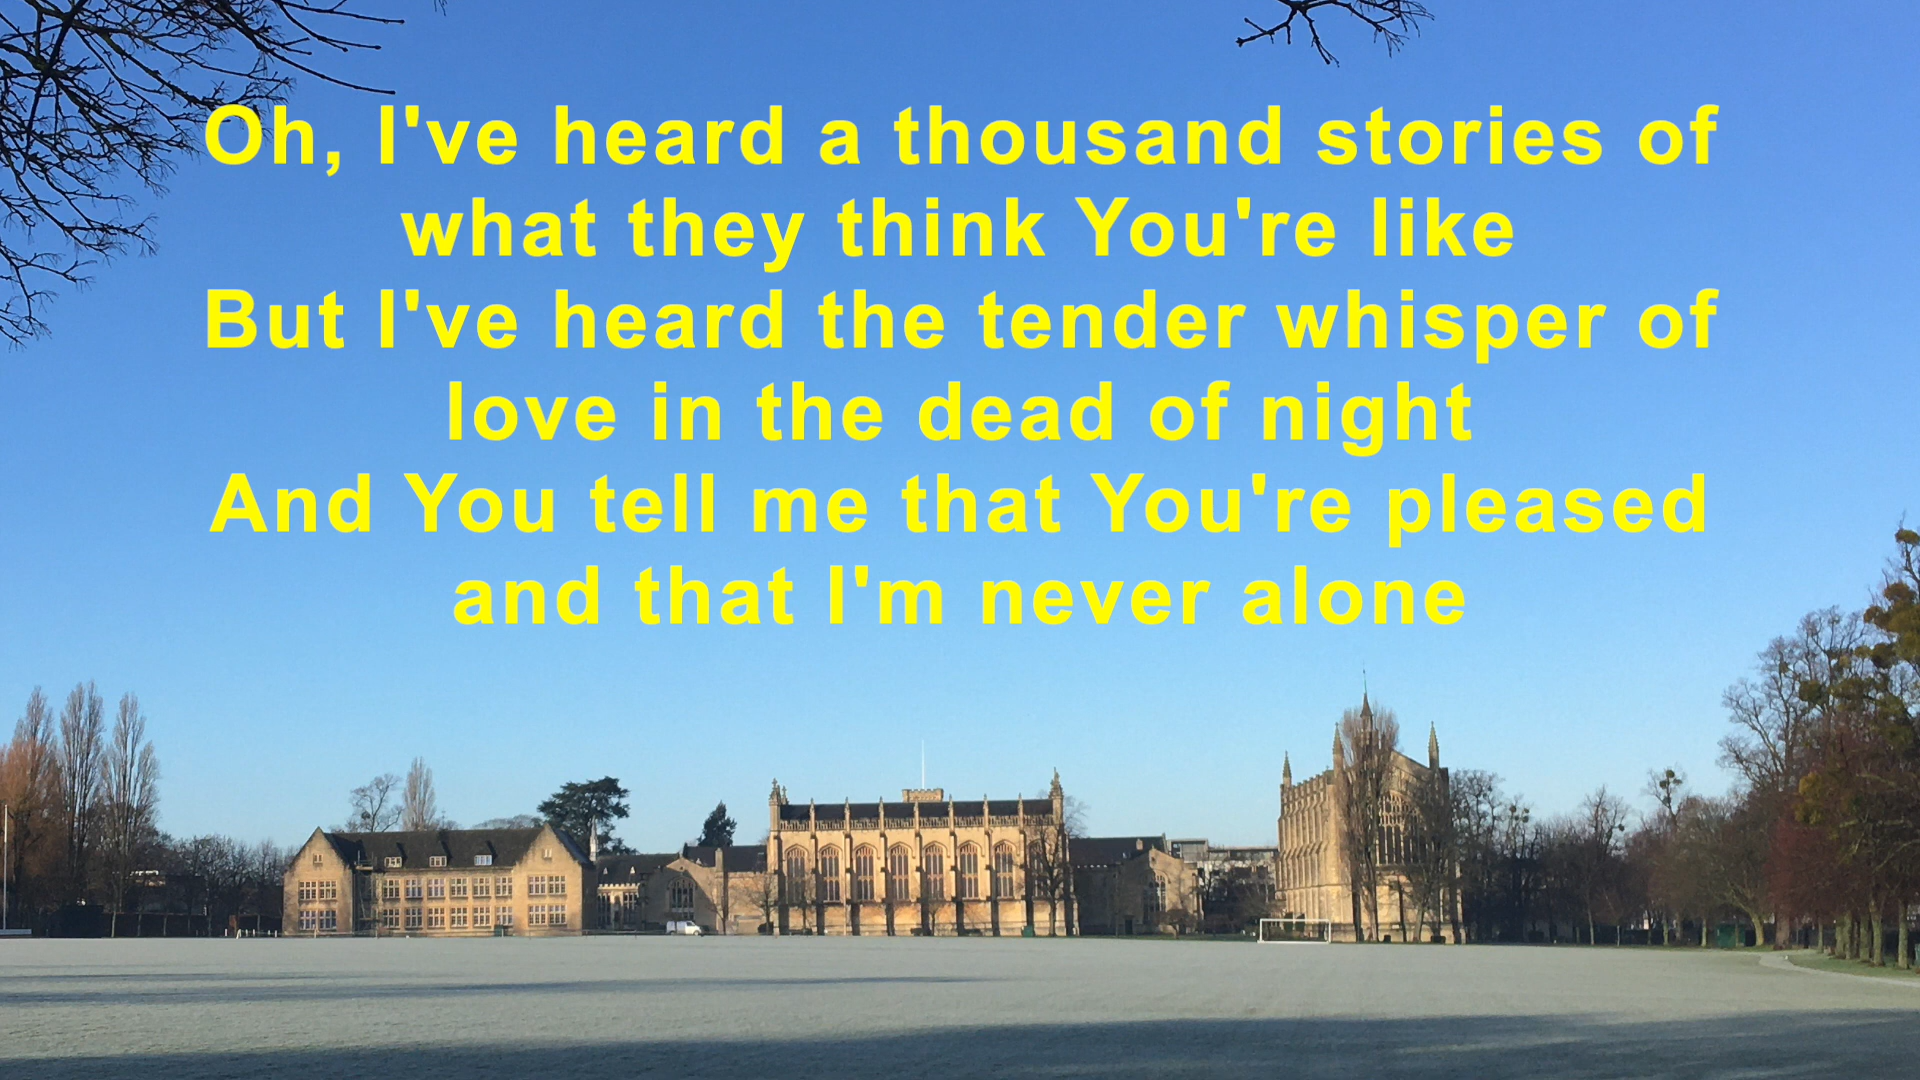 Oh, I've heard a thousand stories of
what they think You're like
But I've heard the tender whisper of
love in the dead of night
And You tell me that You're pleased
and that I'm never alone